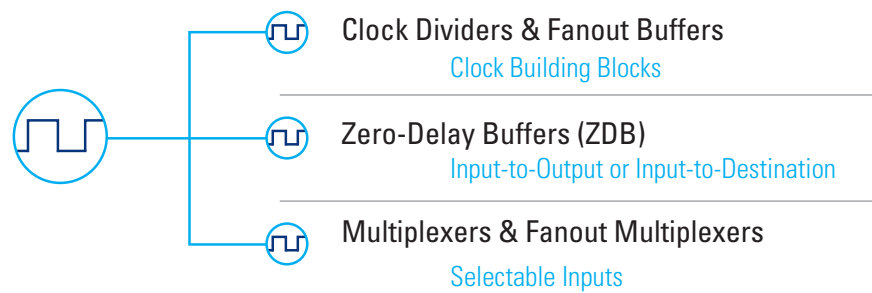 Clock Dividers & Fanout Buffers
Clock Building Blocks
Zero-Delay Buffers (ZDB)
Input-to-Output or Input-to-Destination
Multiplexers & Fanout Multiplexers
Selectable Inputs